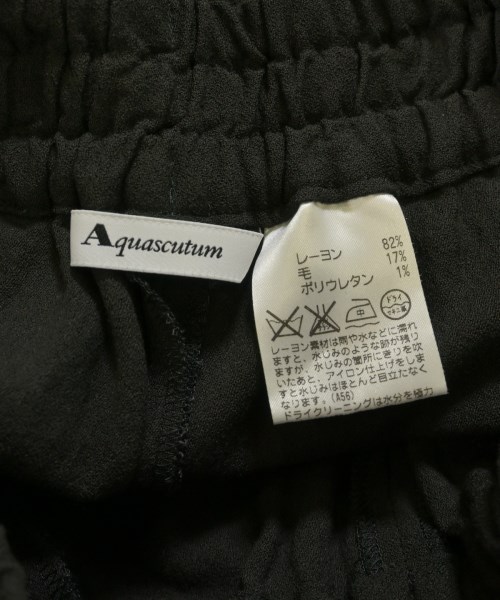 Aquascutum
レーヨン 82%
毛 17%
ポリウレタン 1%
中
ドライ
レーヨン素材は雨や水などに濡れ
ますと、水じみのような跡が残り
ますが、水じみの箇所にきりを吹
いたあと、アイロン仕上げをしま
すと水じみはほとんど目立たなく
なります。(A56)
ドライクリーニングは水分を極力